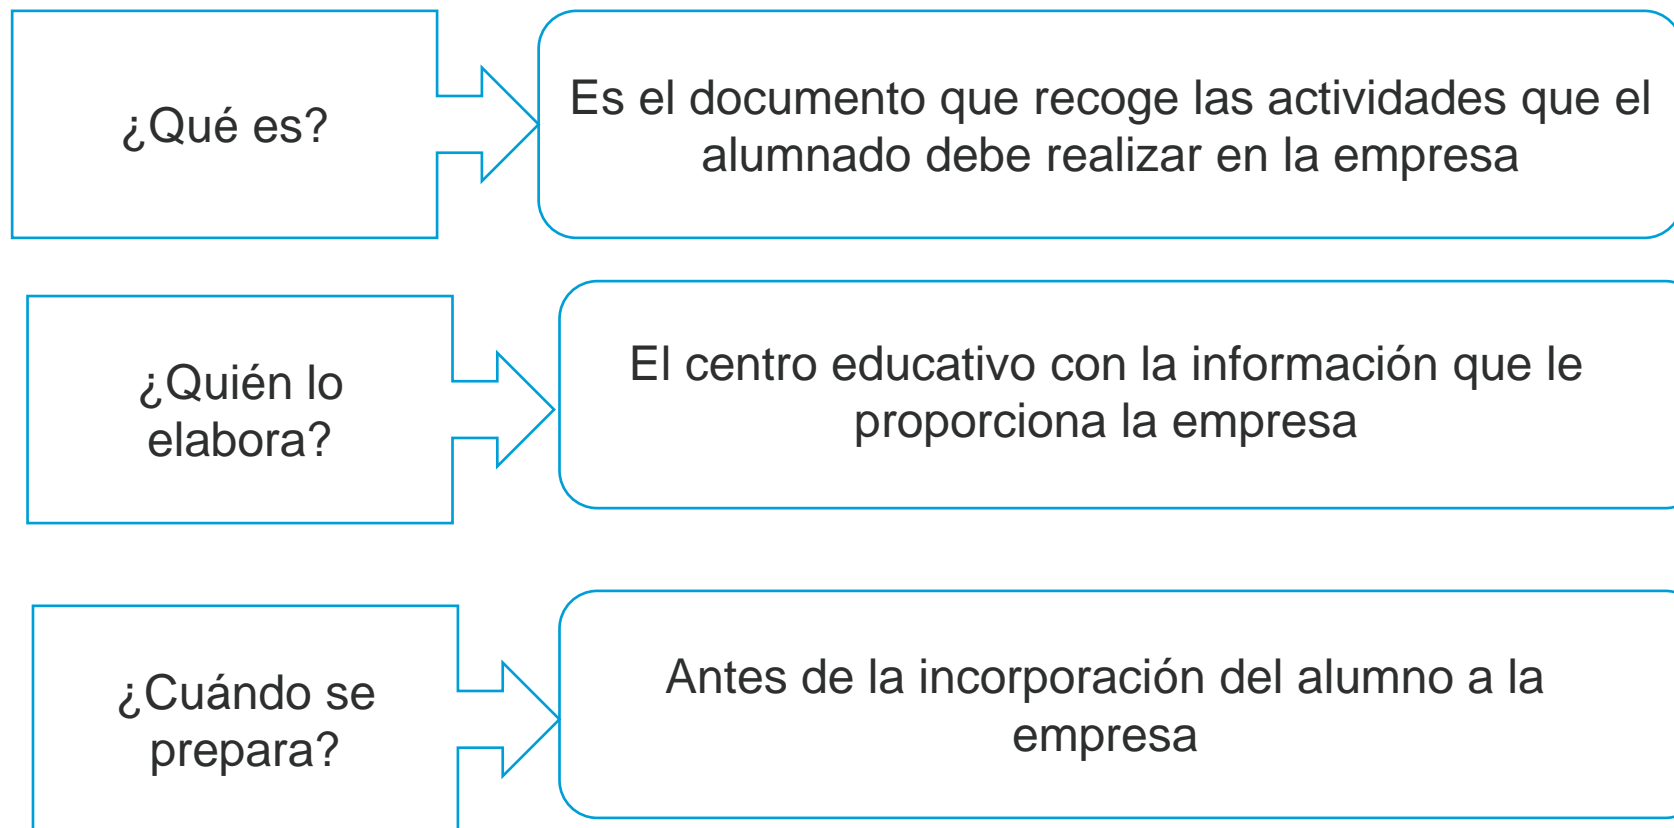 ¿Qué es?
Es el documento que recoge las actividades que el
alumnado debe realizar en la empresa
¿Quién lo
elabora?
El centro educativo con la información que le
proporciona la empresa
¿Cuándo se
prepara?
Antes de la incorporación del alumno a la
empresa